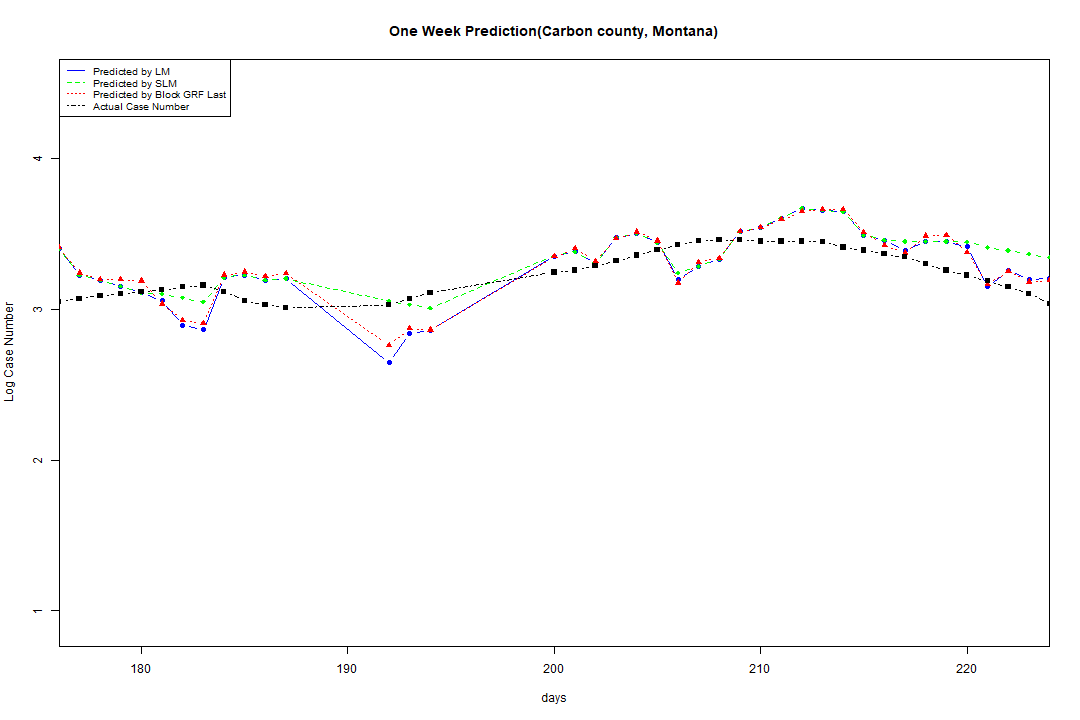 One Week Prediction(Carbon county, Montana)
Predicted by LM
Predicted by SLM
Predicted by Block GRF Last
Actual Case Number
Log Case Number
4
3
2
1
180 190 200 210 220
days